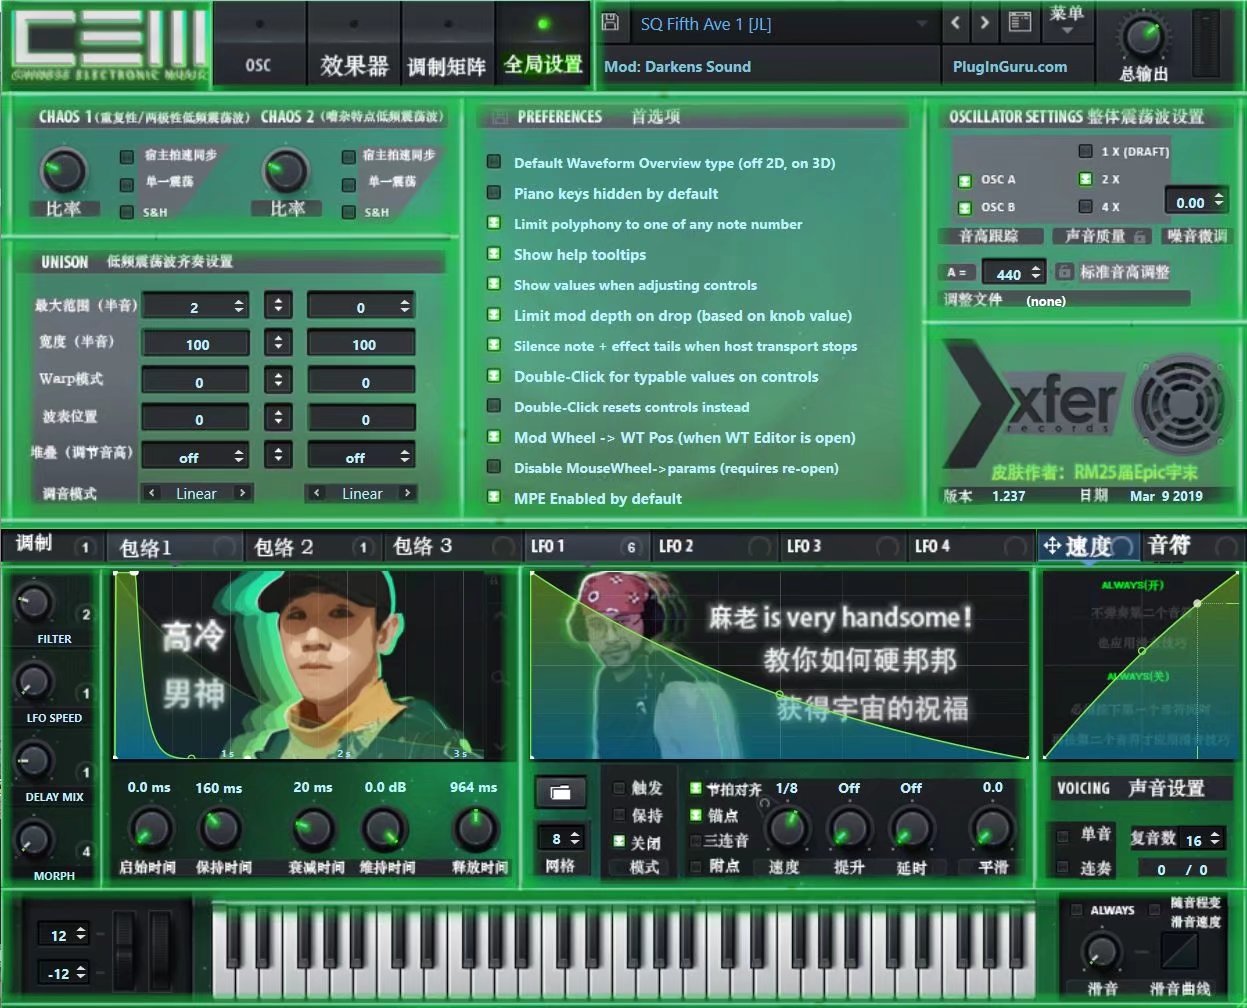 CHINESE ELECTRONIC MUSIC
OSC
效果器
调制矩阵
全局设置
SQ Fifth Ave 1 [JL]
Mod: Darkens Sound
PlugInGuru.com
菜单
总输出
CHAOS 1(重复性/两极性低频震荡波)
CHAOS 2 (嘈杂特点低频震荡波)
宿主拍速同步
单一震荡
S&H
比率
宿主拍速同步
单一震荡
S&H
比率
UNISON 低频震荡波齐奏设置
最大范围(半音) 2 0
宽度(半音) 100 100
Warp模式 0 0
波表位置 0 0
堆叠(调节音高) off off
调音模式 < Linear > < Linear >
PREFERENCES 首选项
Default Waveform Overview type (off 2D, on 3D)
Piano keys hidden by default
Limit polyphony to one of any note number
Show help tooltips
Show values when adjusting controls
Limit mod depth on drop (based on knob value)
Silence note + effect tails when host transport stops
Double-Click for typable values on controls
Double-Click resets controls instead
Mod Wheel -> WT Pos (when WT Editor is open)
Disable MouseWheel->params (requires re-open)
MPE Enabled by default
OSCILLATOR SETTINGS 整体震荡波设置
1 X (DRAFT)
OSC A 2 X
OSC B 4 X 0.00
音高跟踪 声音质量 噪音微调
A = 440 标准音高调整
调整文件 (none)
xfer
records
皮肤作者：RM25届Epic宇末
版本 1.237 日期 Mar 9 2019
调制 1
包络1
包络 2 1
包络 3
LFO 1 6
LFO 2
LFO 3
LFO 4
速度
音符
2
FILTER
1
LFO SPEED
1
DELAY MIX
4
MORPH
高冷
男神
1 s 2 s 3 s
0.0 ms 160 ms 20 ms 0.0 dB 964 ms
启始时间 保持时间 衰减时间 维持时间 释放时间
麻老 is very handsome!
教你如何硬邦邦
获得宇宙的祝福
8
网格
触发
保持
关闭
模式
节拍对齐
锚点
三连音
附点
1/8 Off Off 0.0
速度 提升 延时 平滑
ALWAYS(开)
不弹奏第二个音符
也应用滑音技巧
ALWAYS(关)
VOICING 声音设置
单音 复音数 16
连奏 0 / 0
12
-12
ALWAYS
随音程变
滑音速度
滑音 滑音曲线